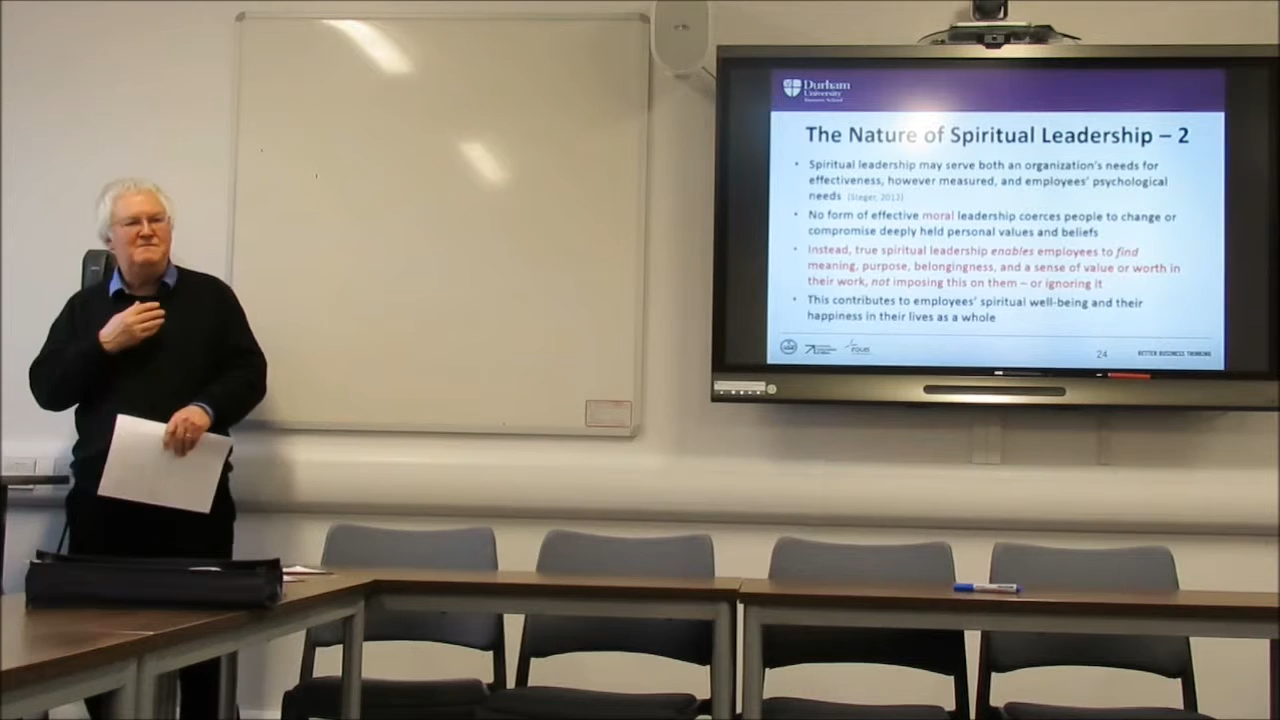 Durham
University
Business School
The Nature of Spiritual Leadership – 2
• Spiritual leadership may serve both an organization's needs for
effectiveness, however measured, and employees' psychological
needs (Steger, 2012)
• No form of effective moral leadership coerces people to change or
compromise deeply held personal values and beliefs
• Instead, true spiritual leadership enables employees to find
meaning, purpose, belongingness, and a sense of value or worth in
their work, not imposing this on them – or ignoring it
• This contributes to employees' spiritual well-being and their
happiness in their lives as a whole
24
BETTER BUSINESS THINKING